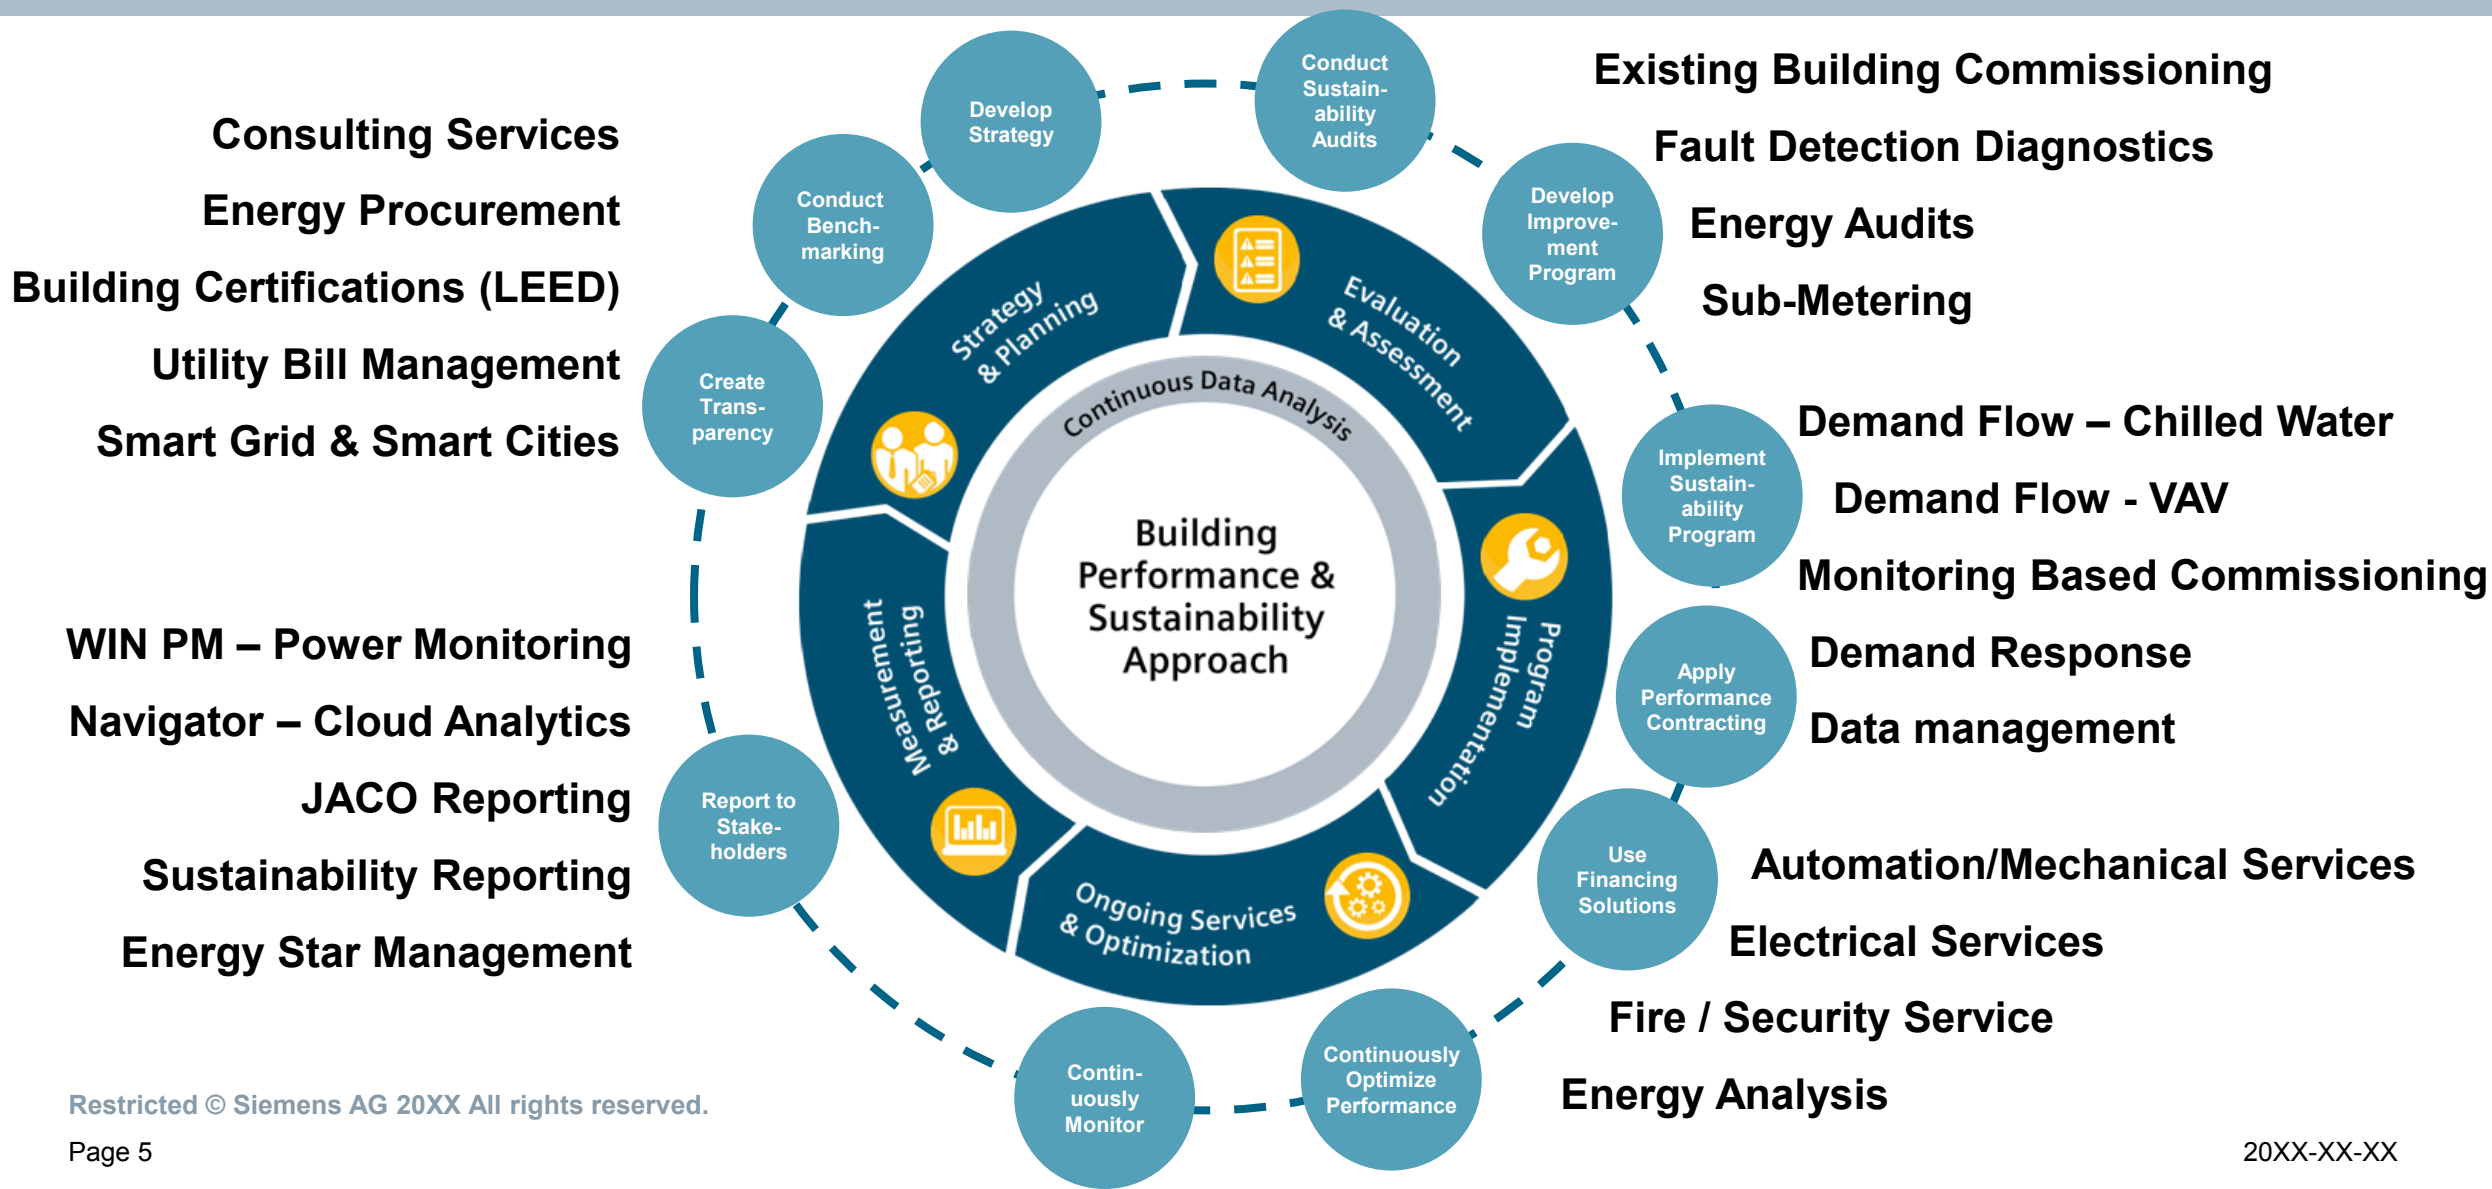 Consulting Services
Energy Procurement
Building Certifications (LEED)
Utility Bill Management
Smart Grid & Smart Cities
WIN PM – Power Monitoring
Navigator – Cloud Analytics
JACO Reporting
Sustainability Reporting
Energy Star Management
Create
Trans-
parency
Conduct
Bench-
marking
Develop
Strategy
Conduct
Sustain-
ability
Audits
Develop
Improve-
ment
Program
Implement
Sustain-
ability
Program
Apply
Performance
Contracting
Use
Financing
Solutions
Continuously
Optimize
Performance
Contin-
uously
Monitor
Report to
Stake-
holders
Strategy
& Planning
Evaluation
& Assessment
Program
Implementation
Ongoing Services
& Optimization
Measurement
& Reporting
Continuous Data Analysis
Building
Performance &
Sustainability
Approach
Existing Building Commissioning
Fault Detection Diagnostics
Energy Audits
Sub-Metering
Demand Flow – Chilled Water
Demand Flow - VAV
Monitoring Based Commissioning
Demand Response
Data management
Automation/Mechanical Services
Electrical Services
Fire / Security Service
Energy Analysis
Restricted © Siemens AG 20XX All rights reserved.
Page 5
20XX-XX-XX